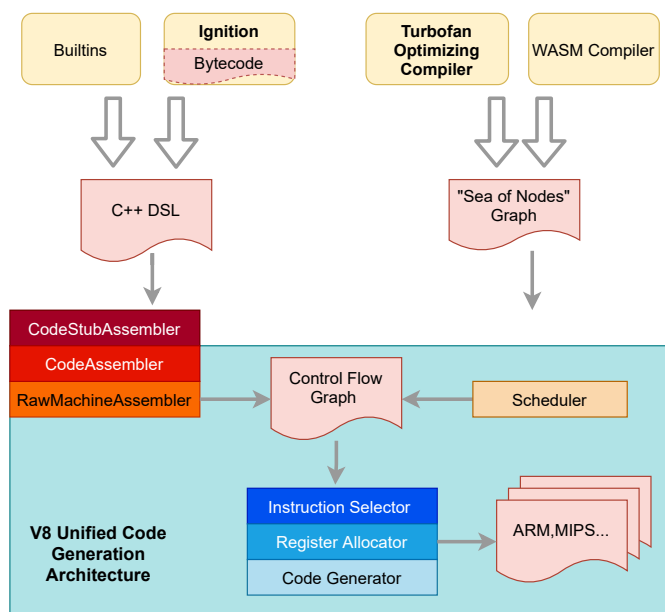 Builtins
Ignition
Bytecode
Turbofan
Optimizing
Compiler
WASM Compiler
C++ DSL
"Sea of Nodes"
Graph
CodeStubAssembler
CodeAssembler
RawMachineAssembler
Control Flow
Graph
Scheduler
Instruction Selector
Register Allocator
Code Generator
ARM,MIPS...
V8 Unified Code
Generation
Architecture